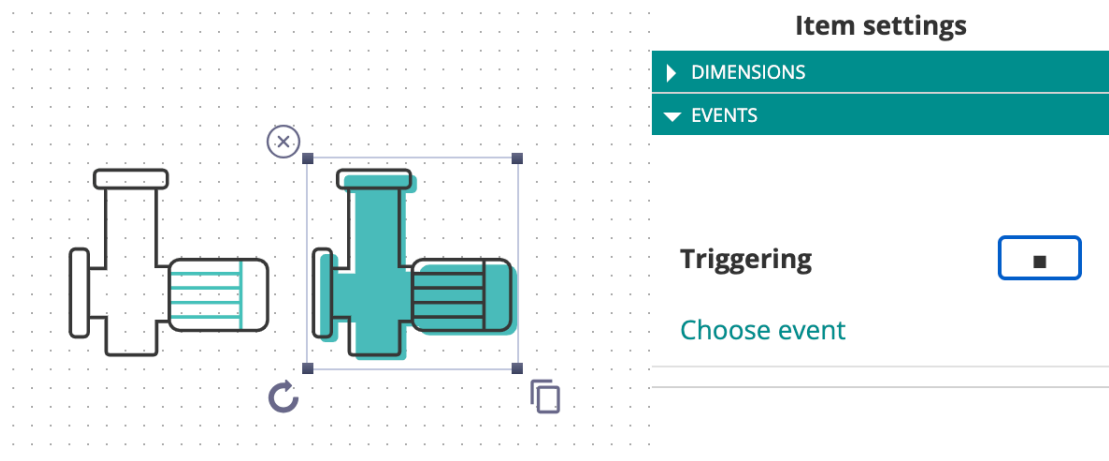 Item settings
DIMENSIONS
EVENTS
Triggering
Choose event